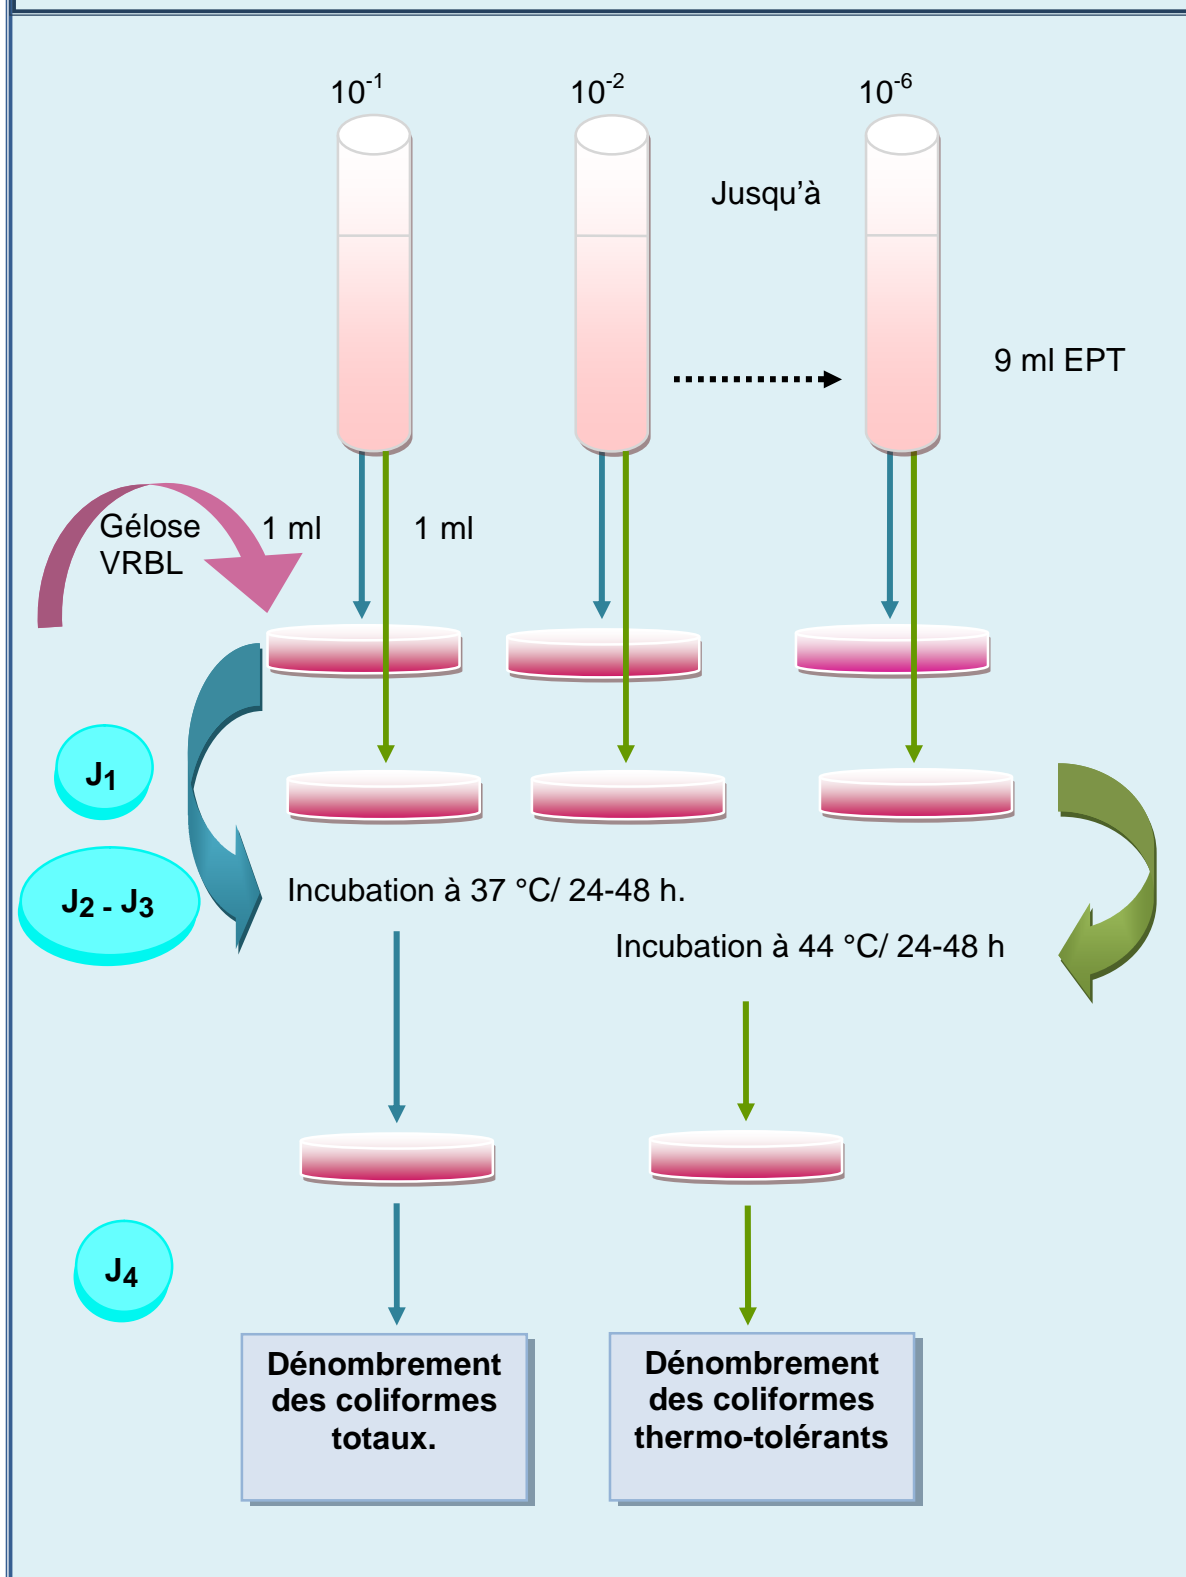 10⁻¹ 10⁻² 10⁻⁶
Jusqu'à
9 ml EPT
Gélose
VRBL
1 ml 1 ml
J₁
J₂ - J₃
Incubation à 37 °C/ 24-48 h.
Incubation à 44 °C/ 24-48 h
J₄
Dénombrement
des coliformes
totaux.
Dénombrement
des coliformes
thermo-tolérants